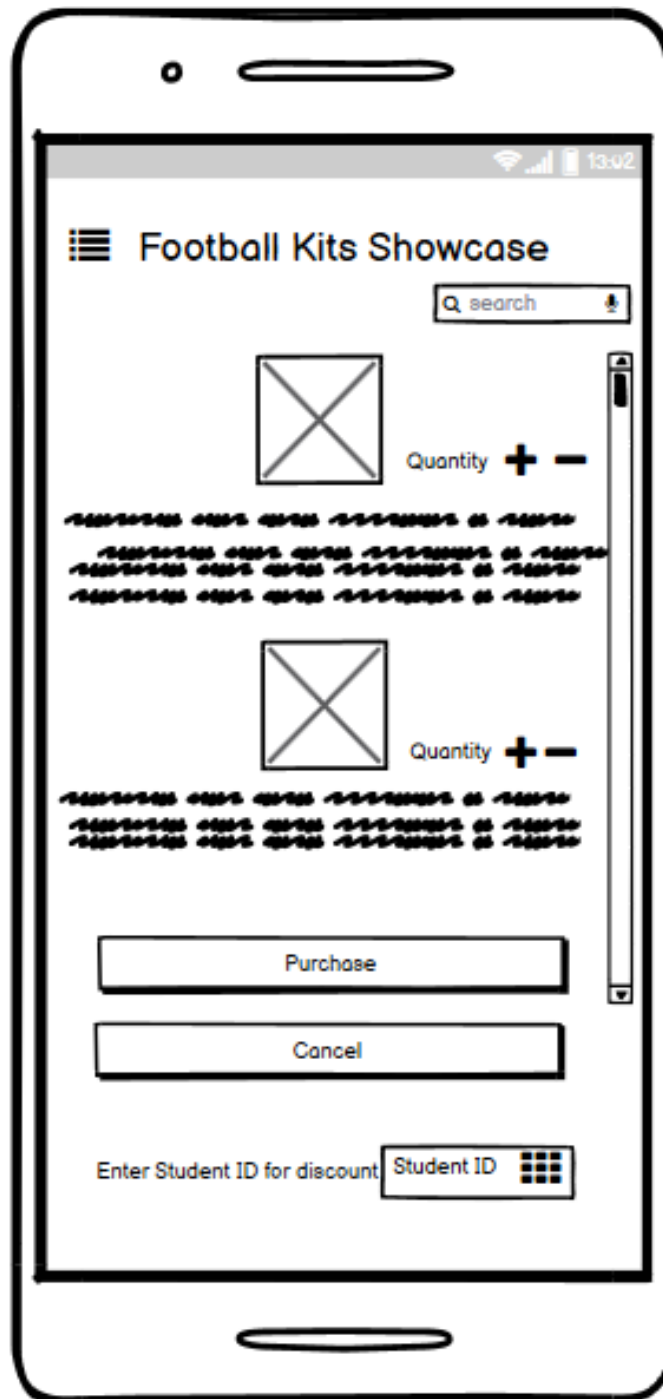 13:02
Football Kits Showcase
search
Quantity
Quantity
Purchase
Cancel
Enter Student ID for discount Student ID